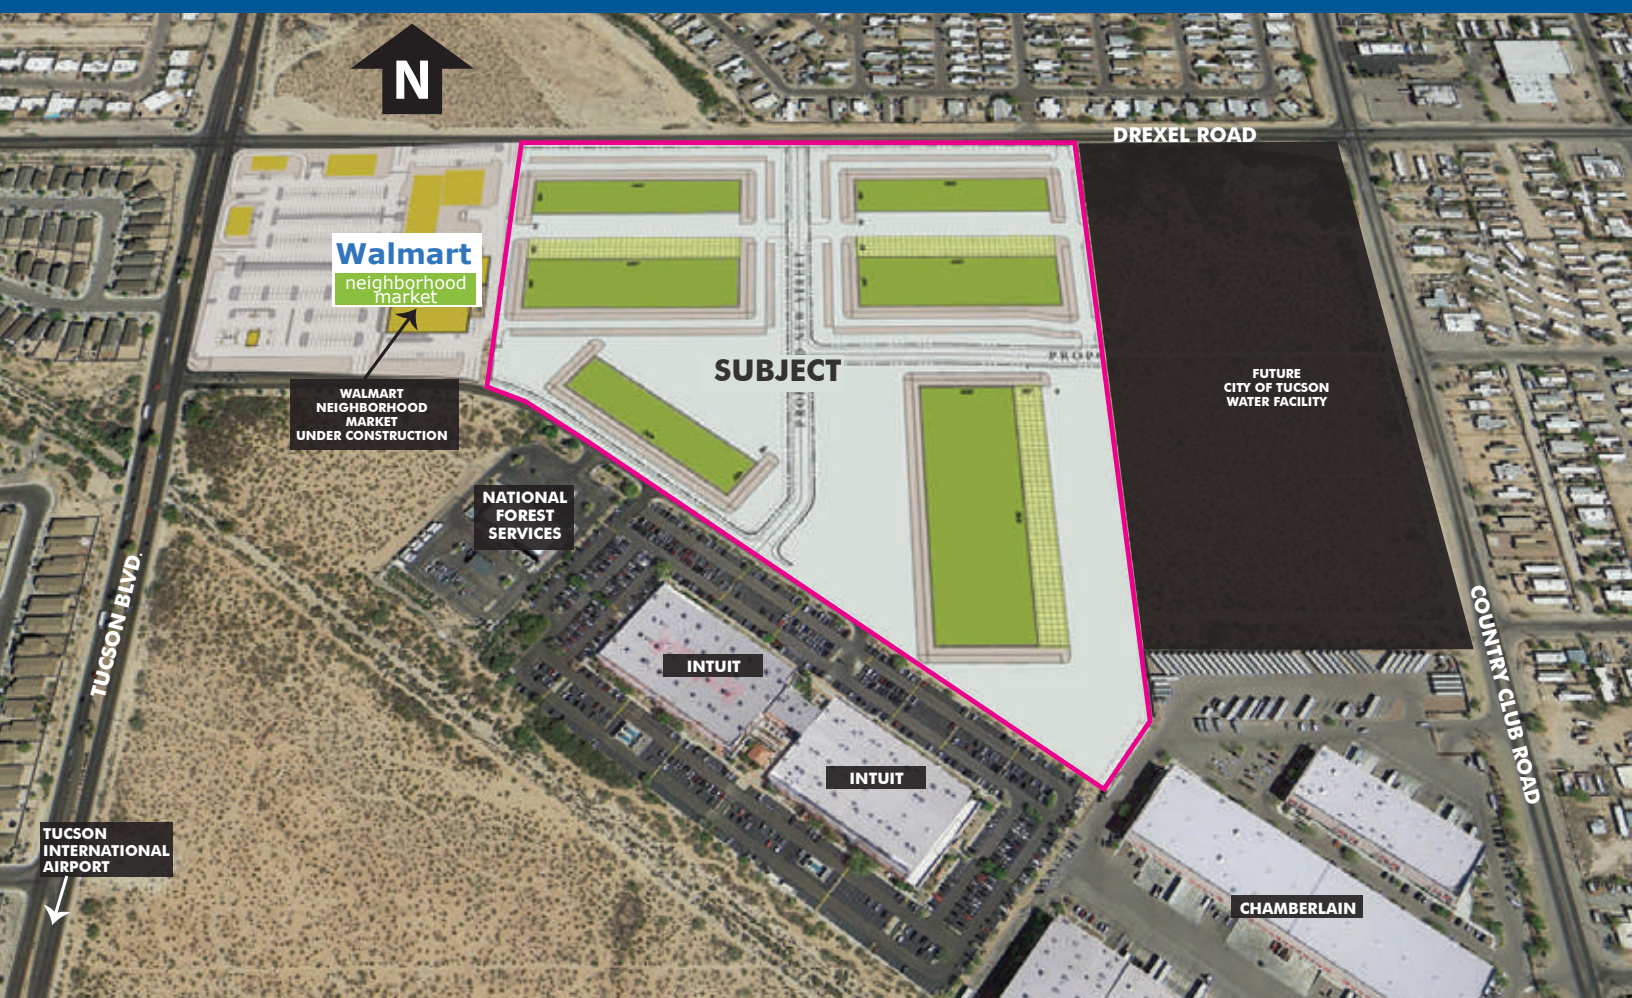 N
DREXEL ROAD
Walmart
neighborhood
market
SUBJECT
WALMART
NEIGHBORHOOD
MARKET
UNDER CONSTRUCTION
FUTURE
CITY OF TUCSON
WATER FACILITY
NATIONAL
FOREST
SERVICES
TUCSON BLVD.
COUNTRY CLUB ROAD
INTUIT
INTUIT
TUCSON
INTERNATIONAL
AIRPORT
CHAMBERLAIN